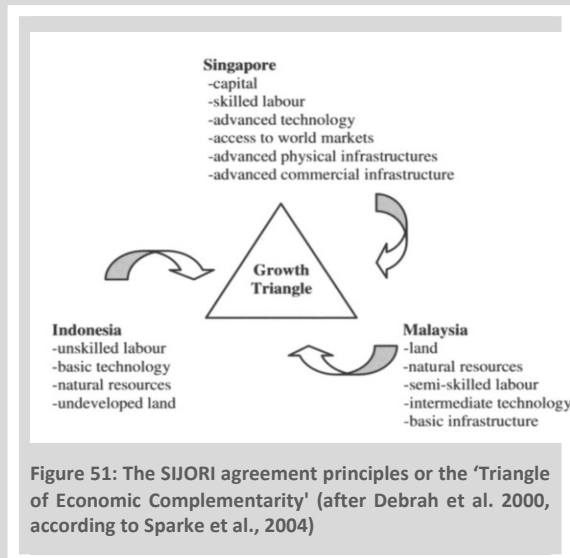 Singapore
-capital
-skilled labour
-advanced technology
-access to world markets
-advanced physical infrastructures
-advanced commercial infrastructure
Growth
Triangle
Indonesia
-unskilled labour
-basic technology
-natural resources
-undeveloped land
Malaysia
-land
-natural resources
-semi-skilled labour
-intermediate technology
-basic infrastructure
Figure 51: The SIJORI agreement principles or the ‘Triangle
of Economic Complementarity' (after Debrah et al. 2000,
according to Sparke et al., 2004)